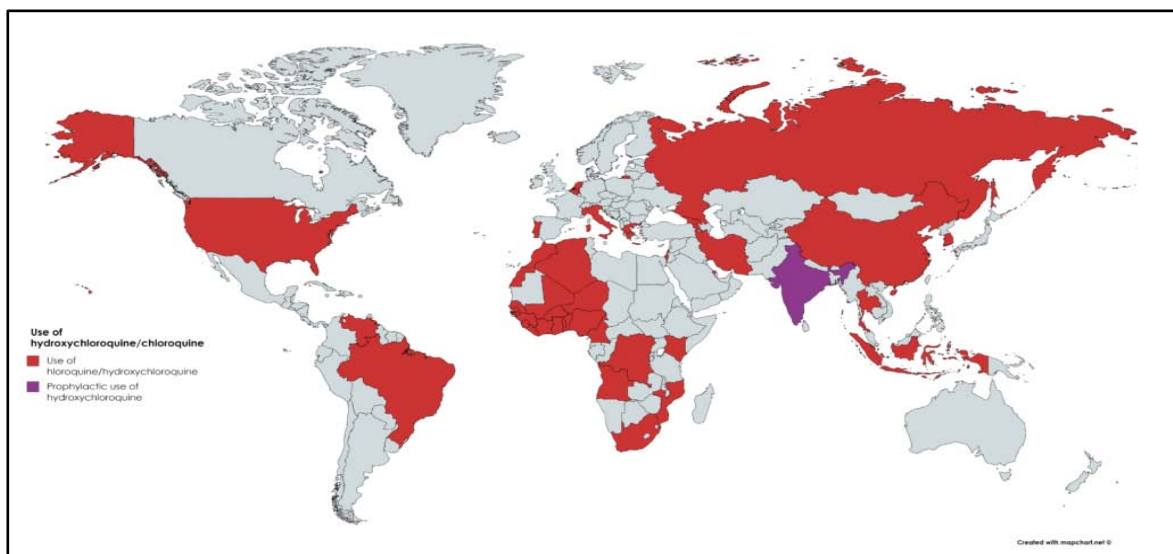 Use of
hydroxychloroquine/chloroquine
Use of
hloroquine/hydroxychloroquine
Prophylactic use of
hydroxychloroquine
Created with mapchart.net ©